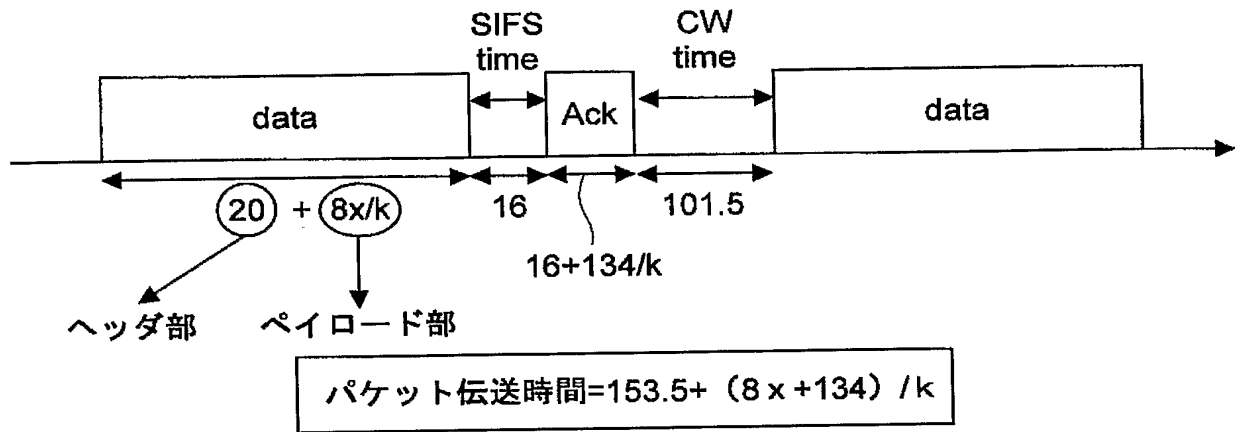 SIFS
time
CW
time
data
Ack
data
20 + 8x/k
16
101.5
16+134/k
ヘッダ部
ペイロード部
パケット伝送時間=153.5+（8x+134）/k